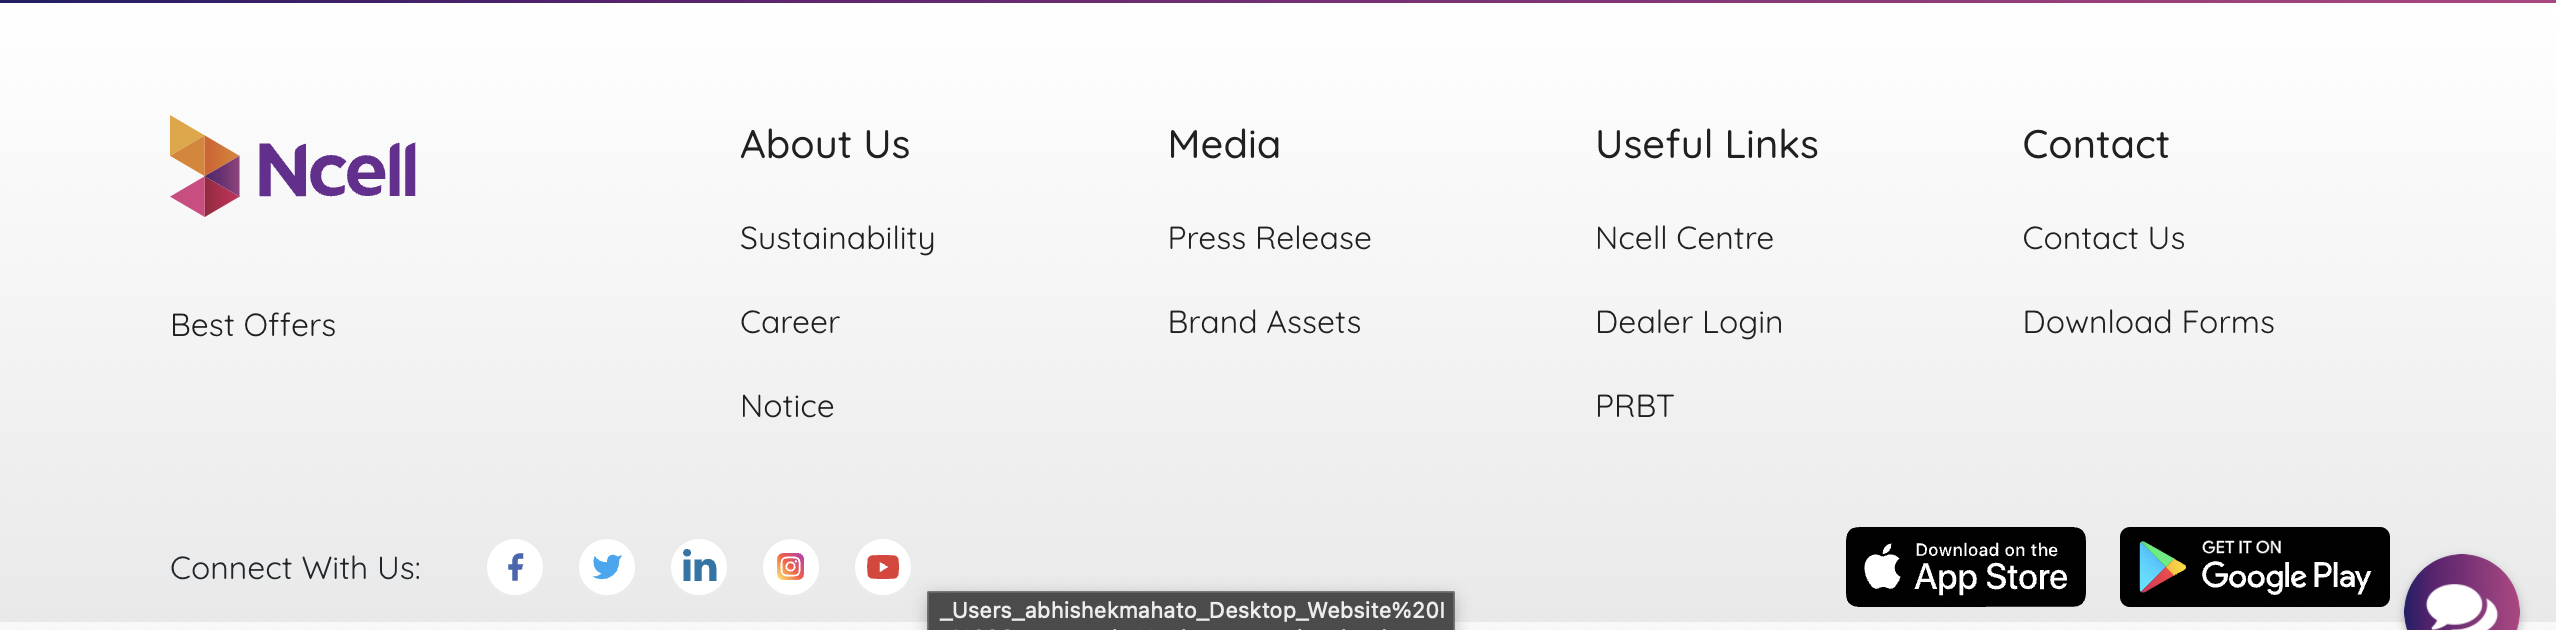 Ncell
Best Offers
About Us
Sustainability
Career
Notice
Media
Press Release
Brand Assets
Useful Links
Ncell Centre
Dealer Login
PRBT
Contact
Contact Us
Download Forms
Connect With Us:
f
in
Download on the
App Store
GET IT ON
Google Play
_Users_abhishekmahato_Desktop_Website%20I